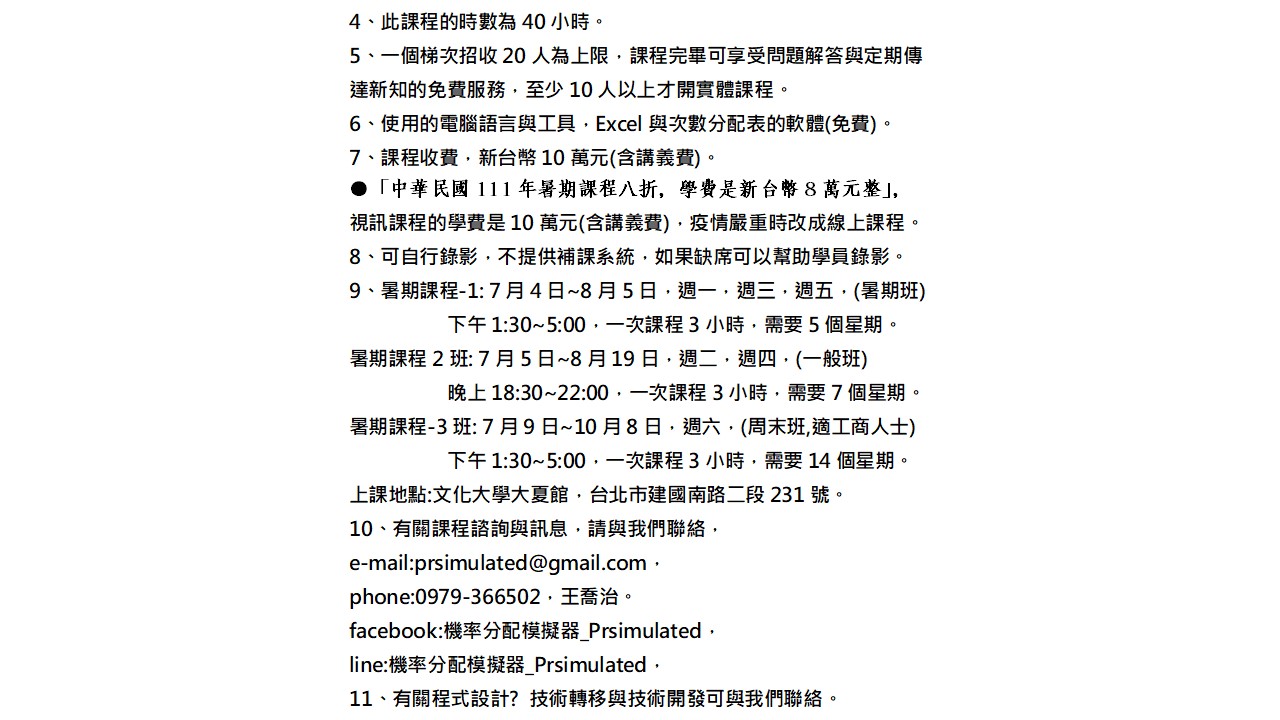 4、此課程的時數為 40 小時。
5、一個梯次招收 20 人為上限，課程完畢可享受問題解答與定期傳
達新知的免費服務，至少 10 人以上才開實體課程。
6、使用的電腦語言與工具，Excel 與次數分配表的軟體(免費)。
7、課程收費，新台幣 10 萬元(含講義費)。
●「中華民國 111 年暑期課程八折，學費是新台幣 8 萬元整」，
視訊課程的學費是 10 萬元(含講義費)，疫情嚴重時改成線上課程。
8、可自行錄影，不提供補課系統，如果缺席可以幫助學員錄影。
9、暑期課程-1: 7 月 4 日~8 月 5 日，週一，週三，週五，(暑期班)
下午 1:30~5:00，一次課程 3 小時，需要 5 個星期。
暑期課程 2 班: 7 月 5 日~8 月 19 日，週二，週四，(一般班)
晚上 18:30~22:00，一次課程 3 小時，需要 7 個星期。
暑期課程-3 班: 7 月 9 日~10 月 8 日，週六，(周末班,適工商人士)
下午 1:30~5:00，一次課程 3 小時，需要 14 個星期。
上課地點:文化大學大夏館，台北市建國南路二段 231 號。
10、有關課程諮詢與訊息，請與我們聯絡，
e-mail:prsimulated@gmail.com，
phone:0979-366502，王喬治。
facebook:機率分配模擬器_Prsimulated，
line:機率分配模擬器_Prsimulated，
11、有關程式設計? 技術轉移與技術開發可與我們聯絡。